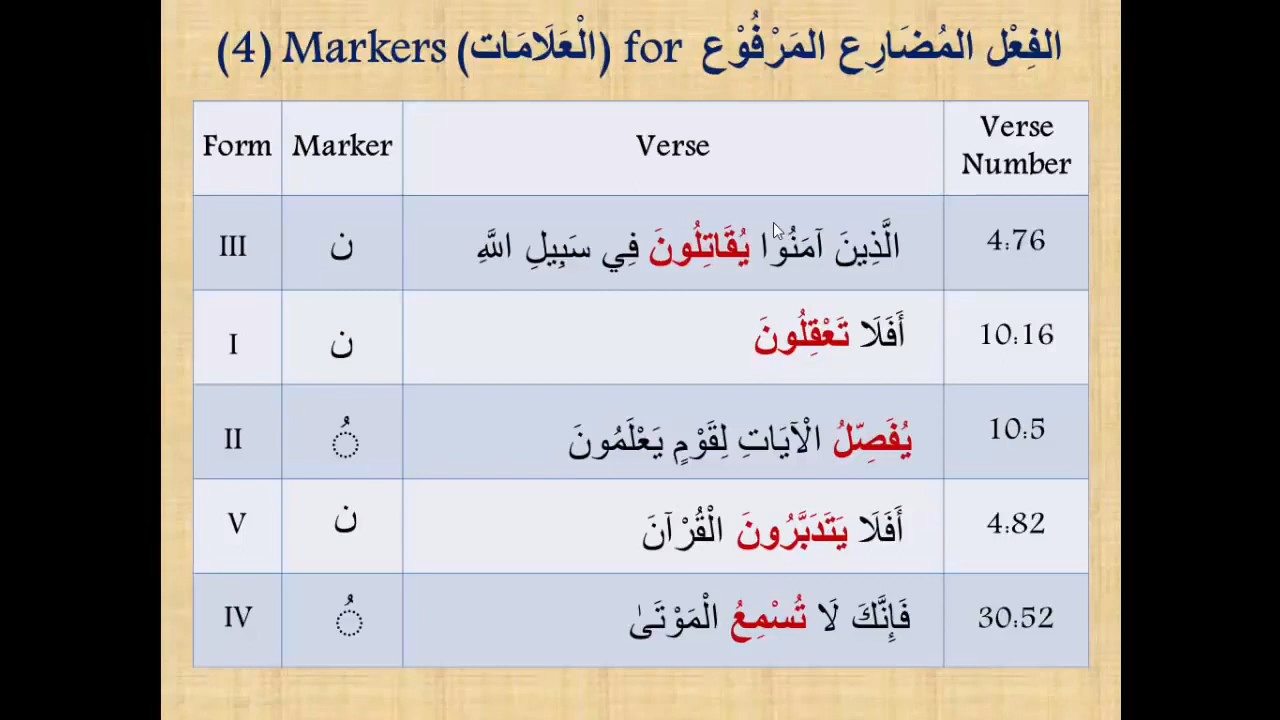 (4) Markers (الْعَلَامَات) for الفِعْل المُضَارِع المَرْفُوْع
Form Marker Verse Verse Number
III ن الَّذِينَ آمَنُوا يُقَاتِلُونَ فِي سَبِيلِ اللَّهِ 4:76
I ن أَفَلَا تَعْقِلُونَ 10:16
II ◌ُ يُفَصِّلُ الْآيَاتِ لِقَوْمٍ يَعْلَمُونَ 10:5
V ن أَفَلَا يَتَدَبَّرُونَ الْقُرْآنَ 4:82
IV ◌ُ فَإِنَّكَ لَا تُسْمِعُ الْمَوْتَىٰ 30:52